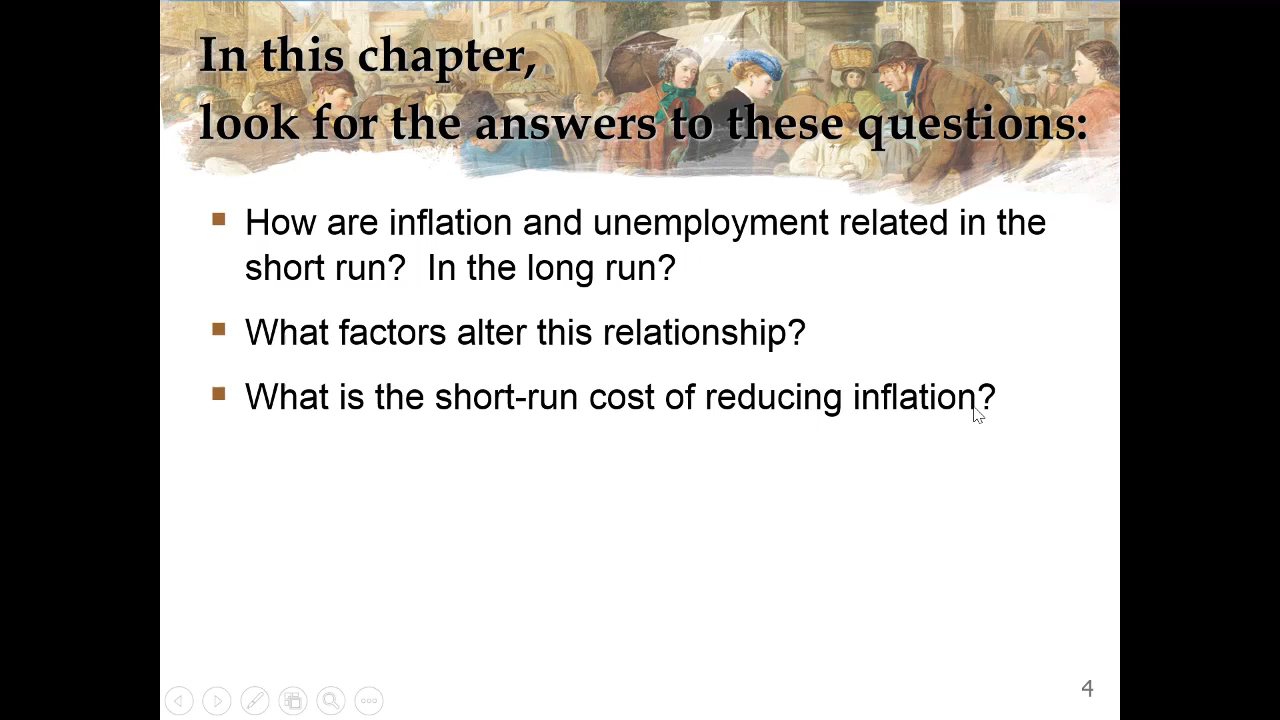 In this chapter,
look for the answers to these questions:
How are inflation and unemployment related in the
short run?  In the long run?
What factors alter this relationship?
What is the short-run cost of reducing inflation?
4